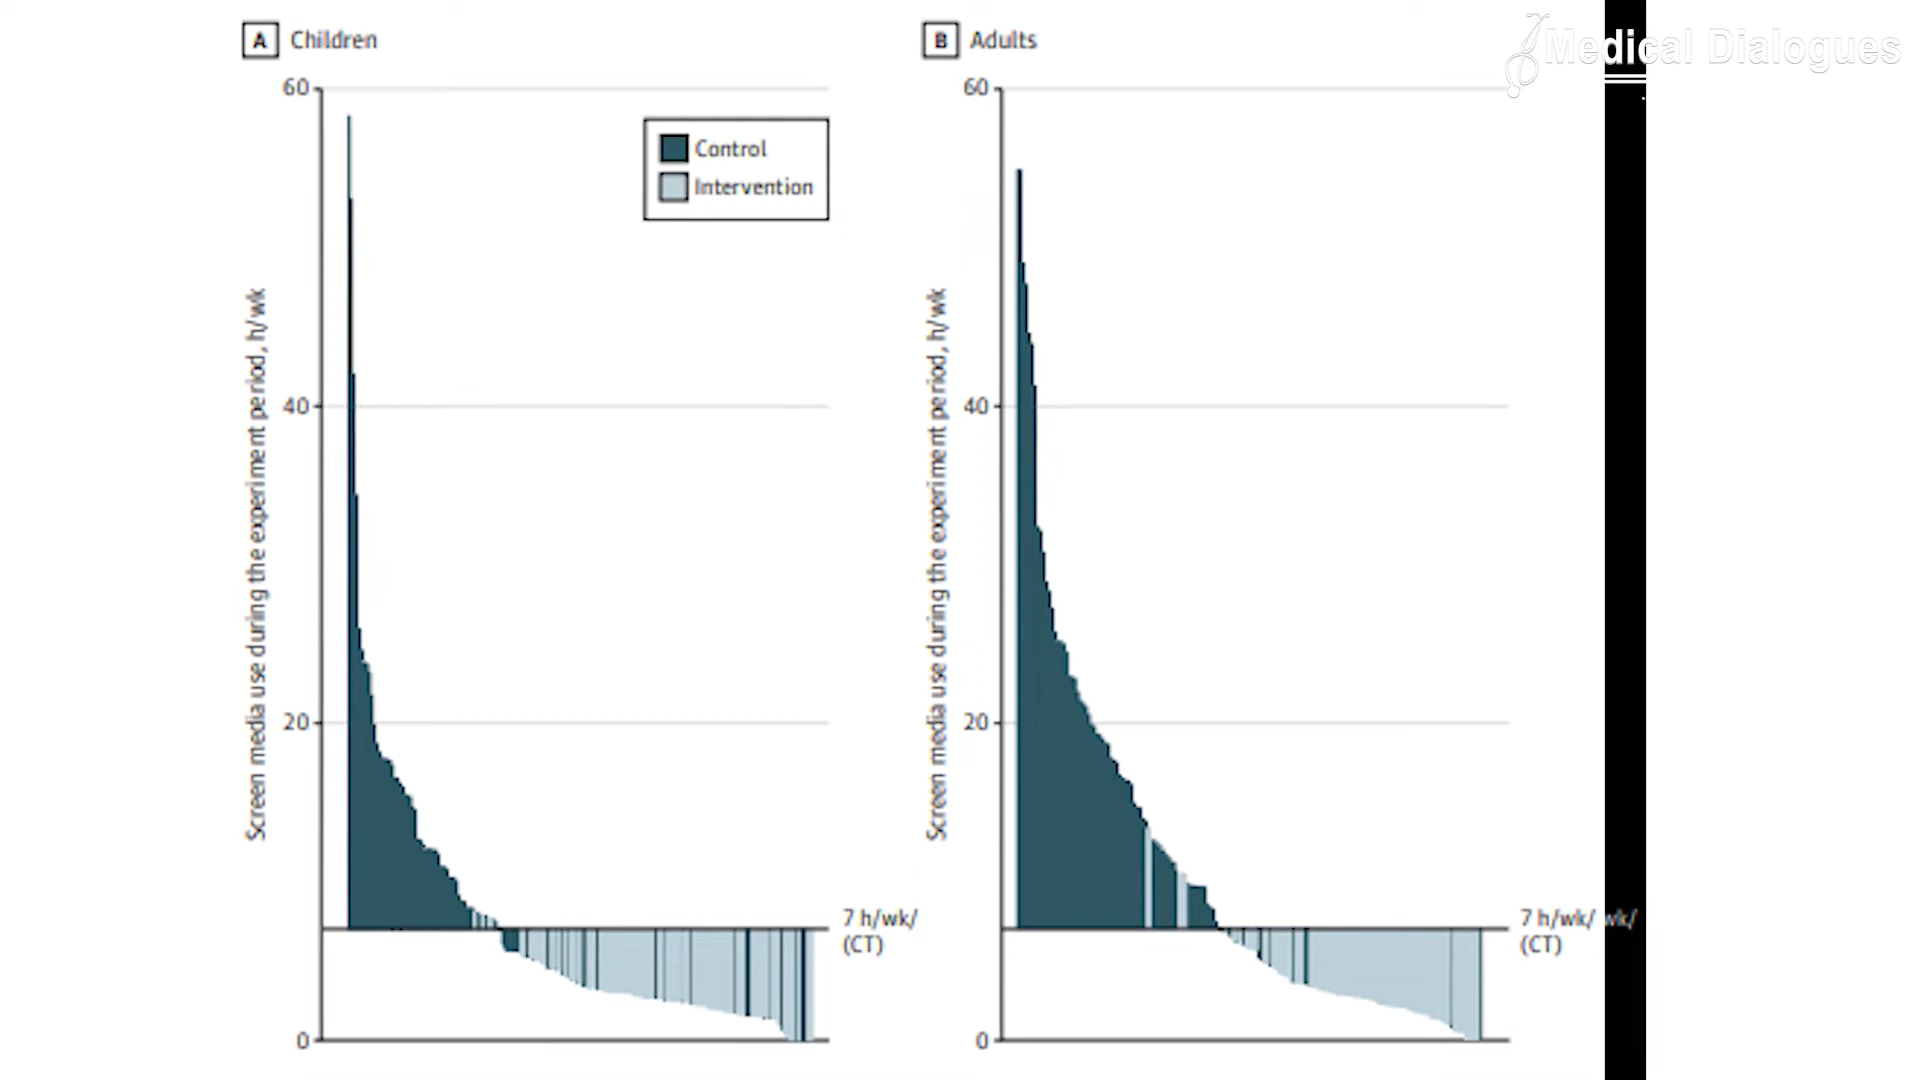 A Children
60
40
20
0
Screen media use during the experiment period, h/wk
Control
Intervention
7 h/wk/
(CT)
B Adults
60
40
20
0
Screen media use during the experiment period, h/wk
7 h/wk/ wk/
(CT)
Medical Dialogues